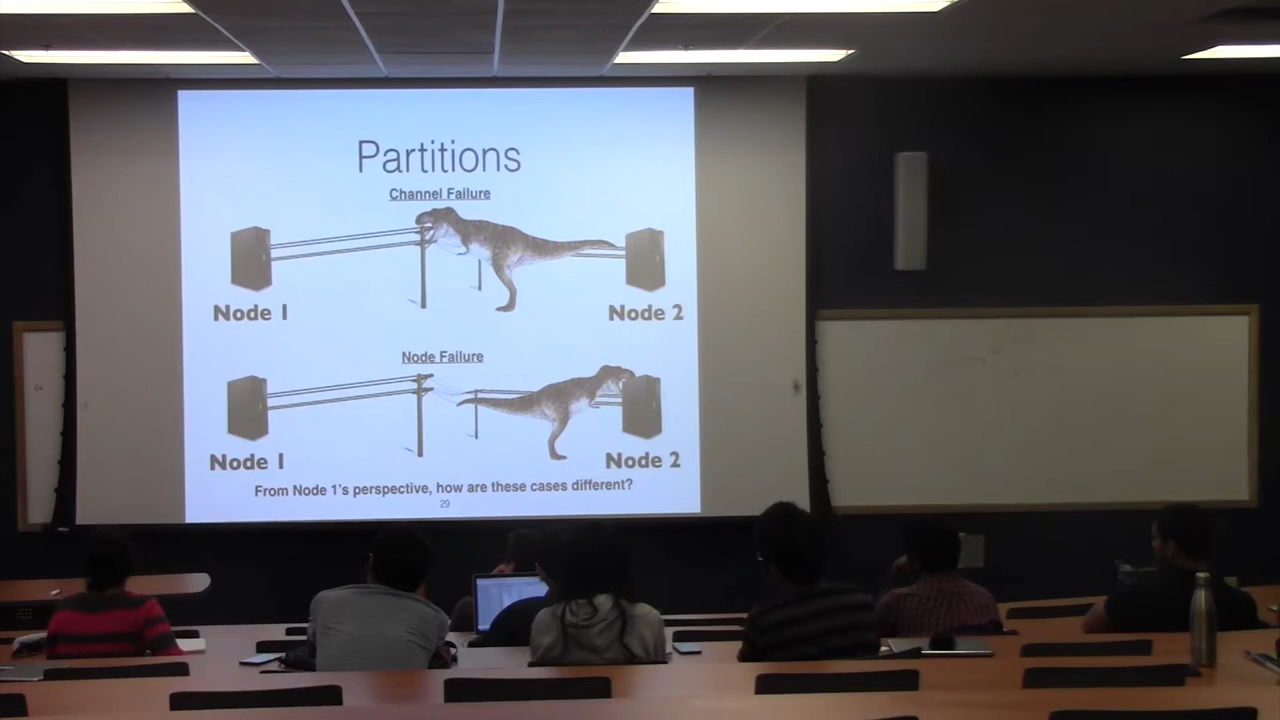 Partitions
Channel Failure
Node 1
Node 2
Node Failure
Node 1
Node 2
From Node 1's perspective, how are these cases different?
29